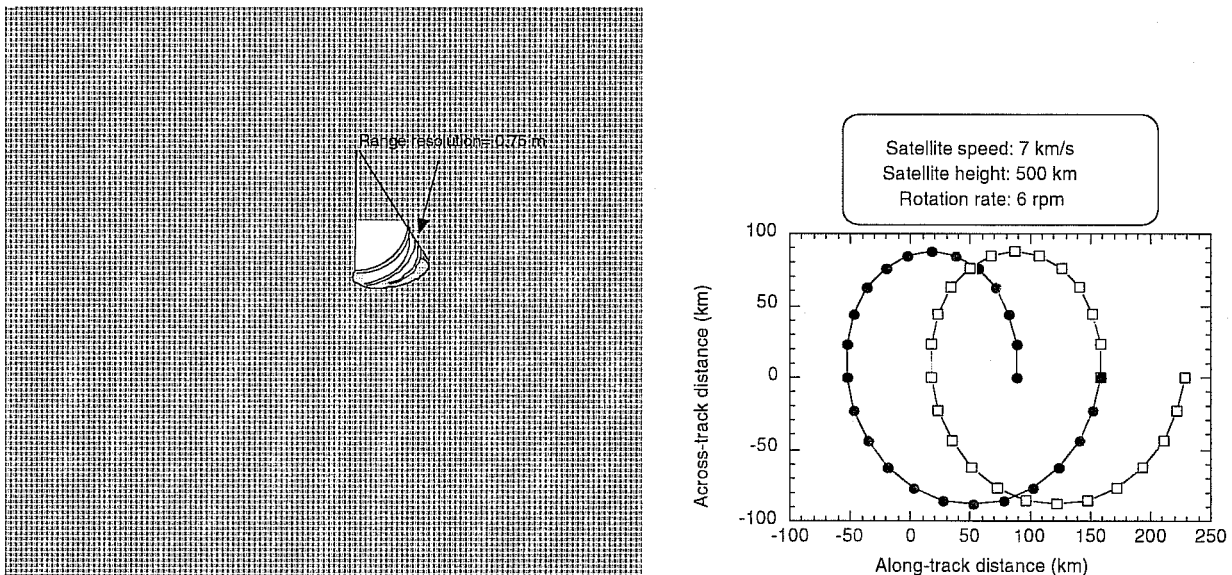 Range resolution= 0.75 m
Satellite speed: 7 km/s
Satellite height: 500 km
Rotation rate: 6 rpm
Across-track distance (km)
100
50
0
-50
-100
-100 -50 0 50 100 150 200 250
Along-track distance (km)